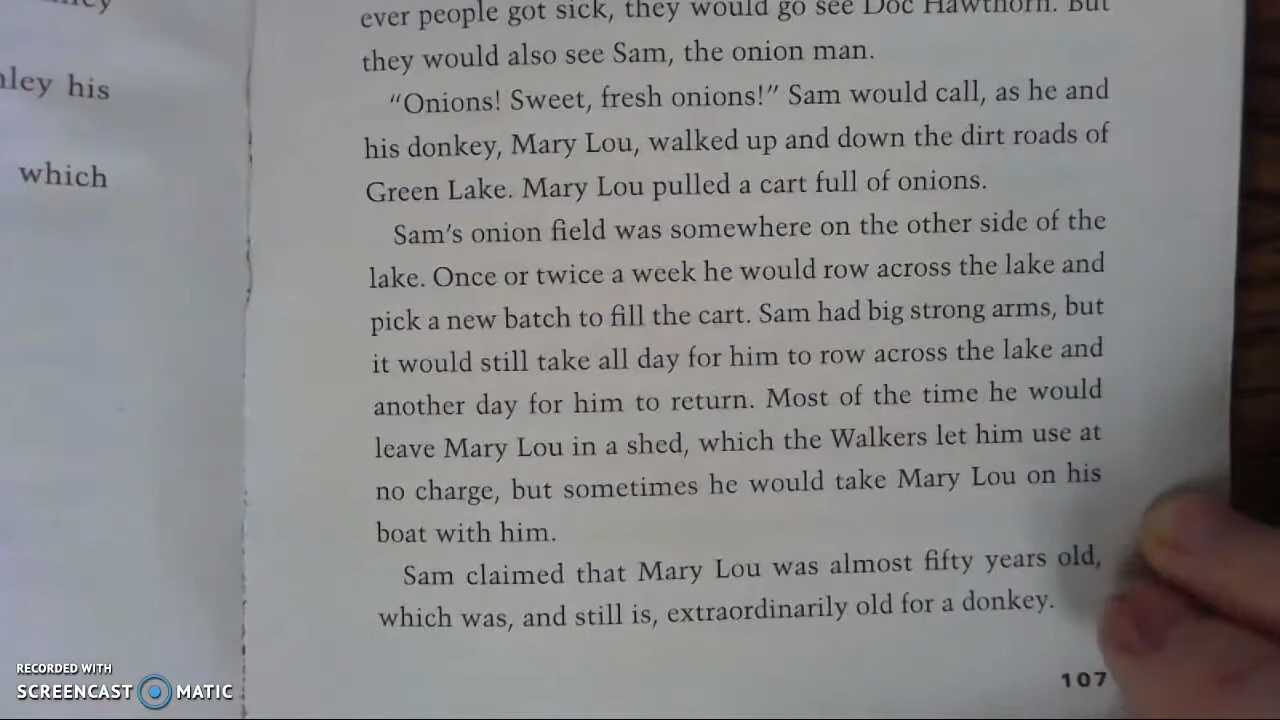 his
which
ever people got sick, they would go see Doc Hawthorn. But
they would also see Sam, the onion man.
"Onions! Sweet, fresh onions!" Sam would call, as he and
his donkey, Mary Lou, walked up and down the dirt roads of
Green Lake. Mary Lou pulled a cart full of onions.
Sam's onion field was somewhere on the other side of the
lake. Once or twice a week he would row across the lake and
pick a new batch to fill the cart. Sam had big strong arms, but
it would still take all day for him to row across the lake and
another day for him to return. Most of the time he would
leave Mary Lou in a shed, which the Walkers let him use at
no charge, but sometimes he would take Mary Lou on his
boat with him.
Sam claimed that Mary Lou was almost fifty years old,
which was, and still is, extraordinarily old for a donkey.
107
RECORDED WITH
SCREENCAST MATIC